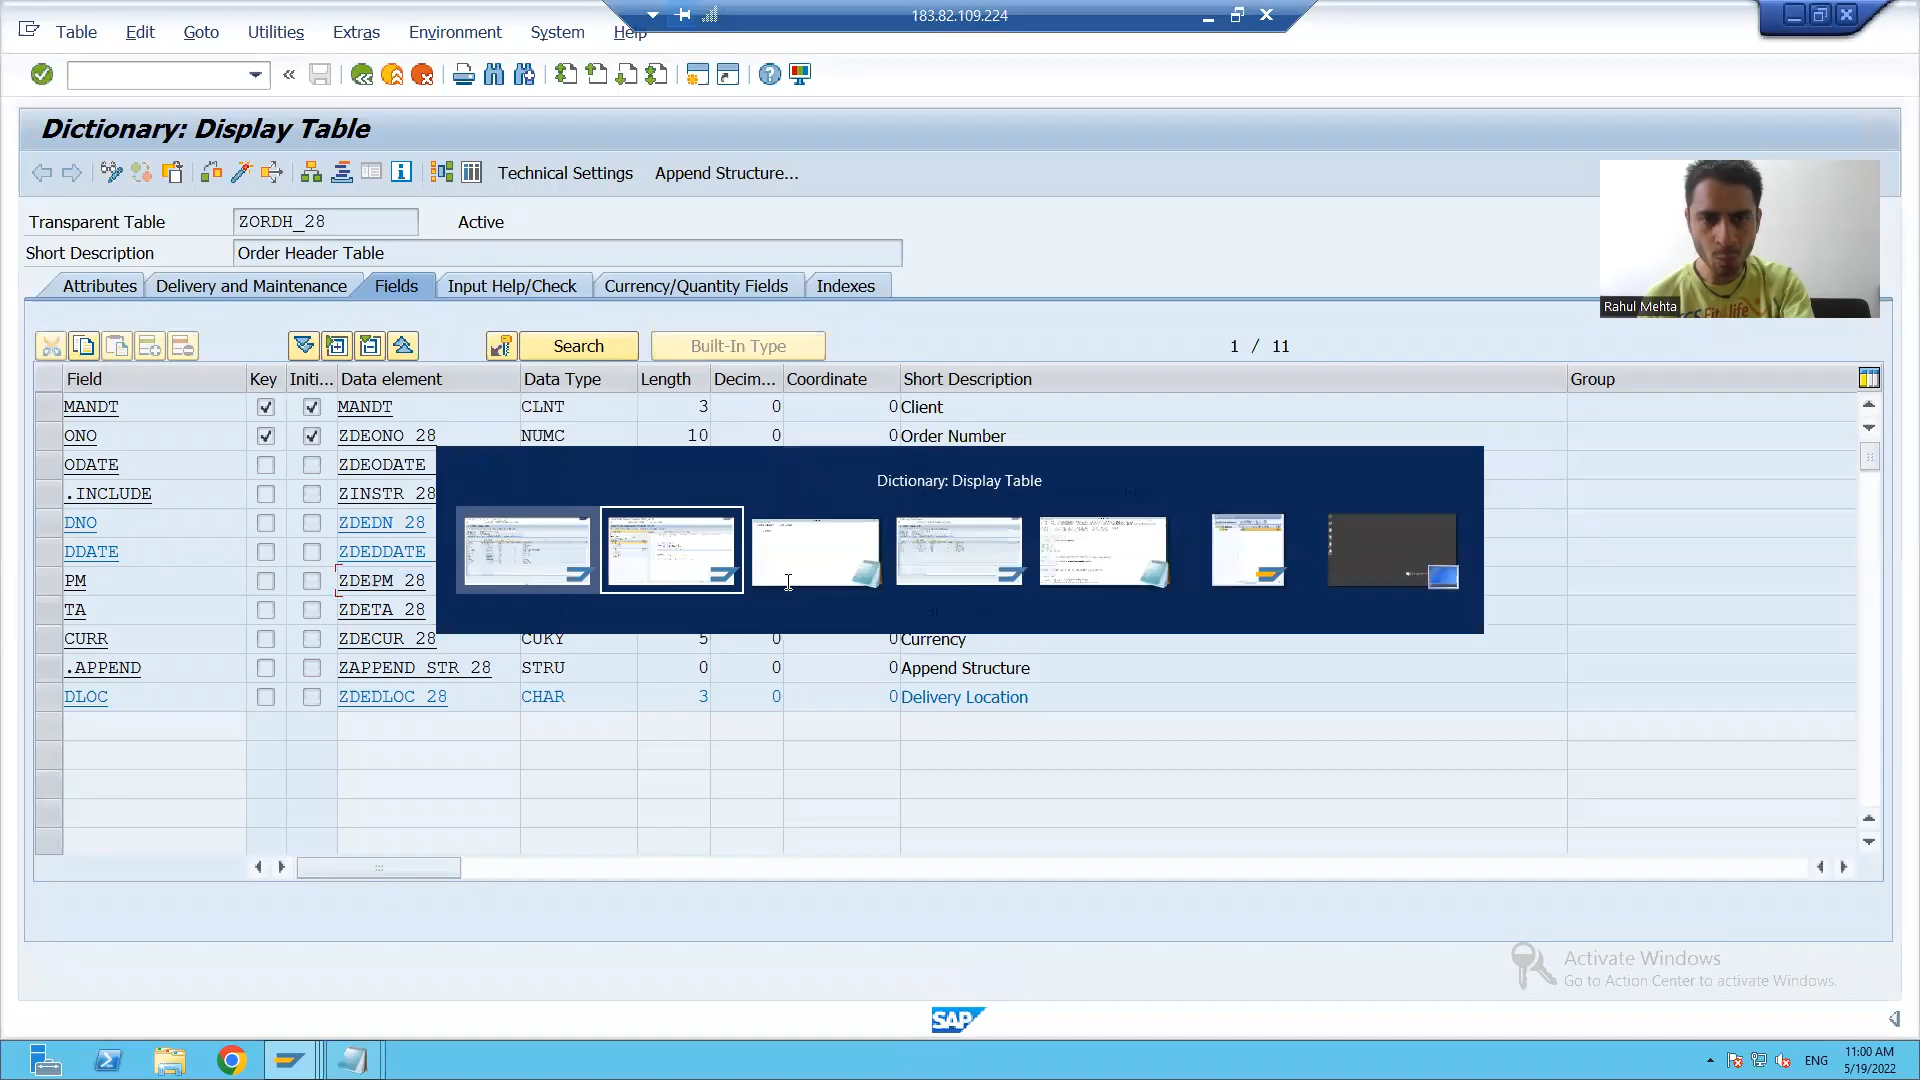 183.82.109.224
Table Edit Goto Utilities Extras Environment System Help
Dictionary: Display Table
Technical Settings Append Structure...
Transparent Table ZORDH_28 Active
Short Description Order Header Table
Attributes Delivery and Maintenance Fields Input Help/Check Currency/Quantity Fields Indexes
Rahul Mehta
Search Built-In Type 1 / 11
Field Key Initi... Data element Data Type Length Decim... Coordinate Short Description Group
MANDT MANDT CLNT 3 0 0 Client
ONO ZDEONO_28 NUMC 10 0 0 Order Number
ODATE ZDEODATE
.INCLUDE ZINSTR_28
DNO ZDEDN_28
DDATE ZDEDDATE
PM ZDEPM_28
TA ZDETA_28
Dictionary: Display Table
CURR ZDECUR_28 CUKY 5 0 0 Currency
.APPEND ZAPPEND_STR_28 STRU 0 0 0 Append Structure
DLOC ZDEDLOC_28 CHAR 3 0 0 Delivery Location
Activate Windows
Go to Action Center to activate Windows.
SAP
ENG
11:00 AM
5/19/2022